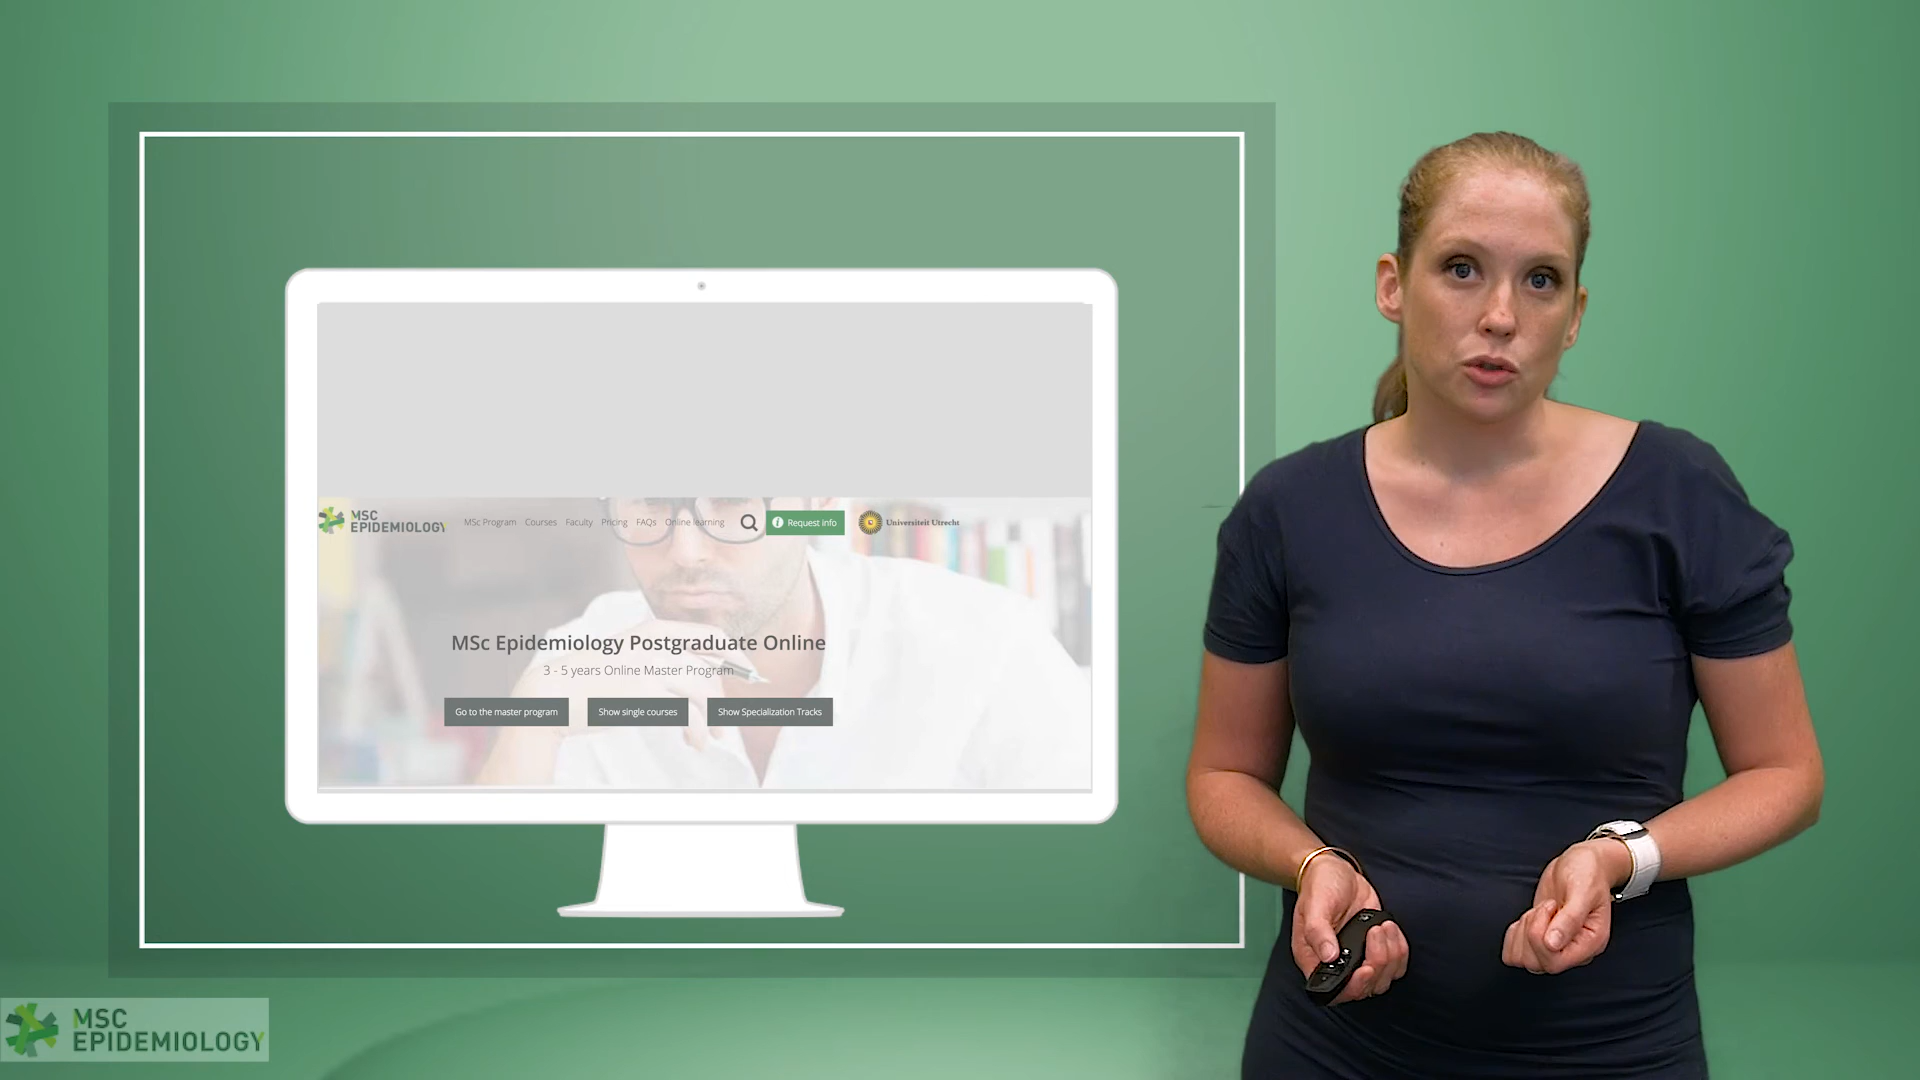 MSC
EPIDEMIOLOGY
MSc Program Courses Faculty Pricing FAQs Online learning
Request info
Universiteit Utrecht
MSc Epidemiology Postgraduate Online
3 - 5 years Online Master Program
Go to the master program
Show single courses
Show Specialization Tracks
MSC
EPIDEMIOLOGY